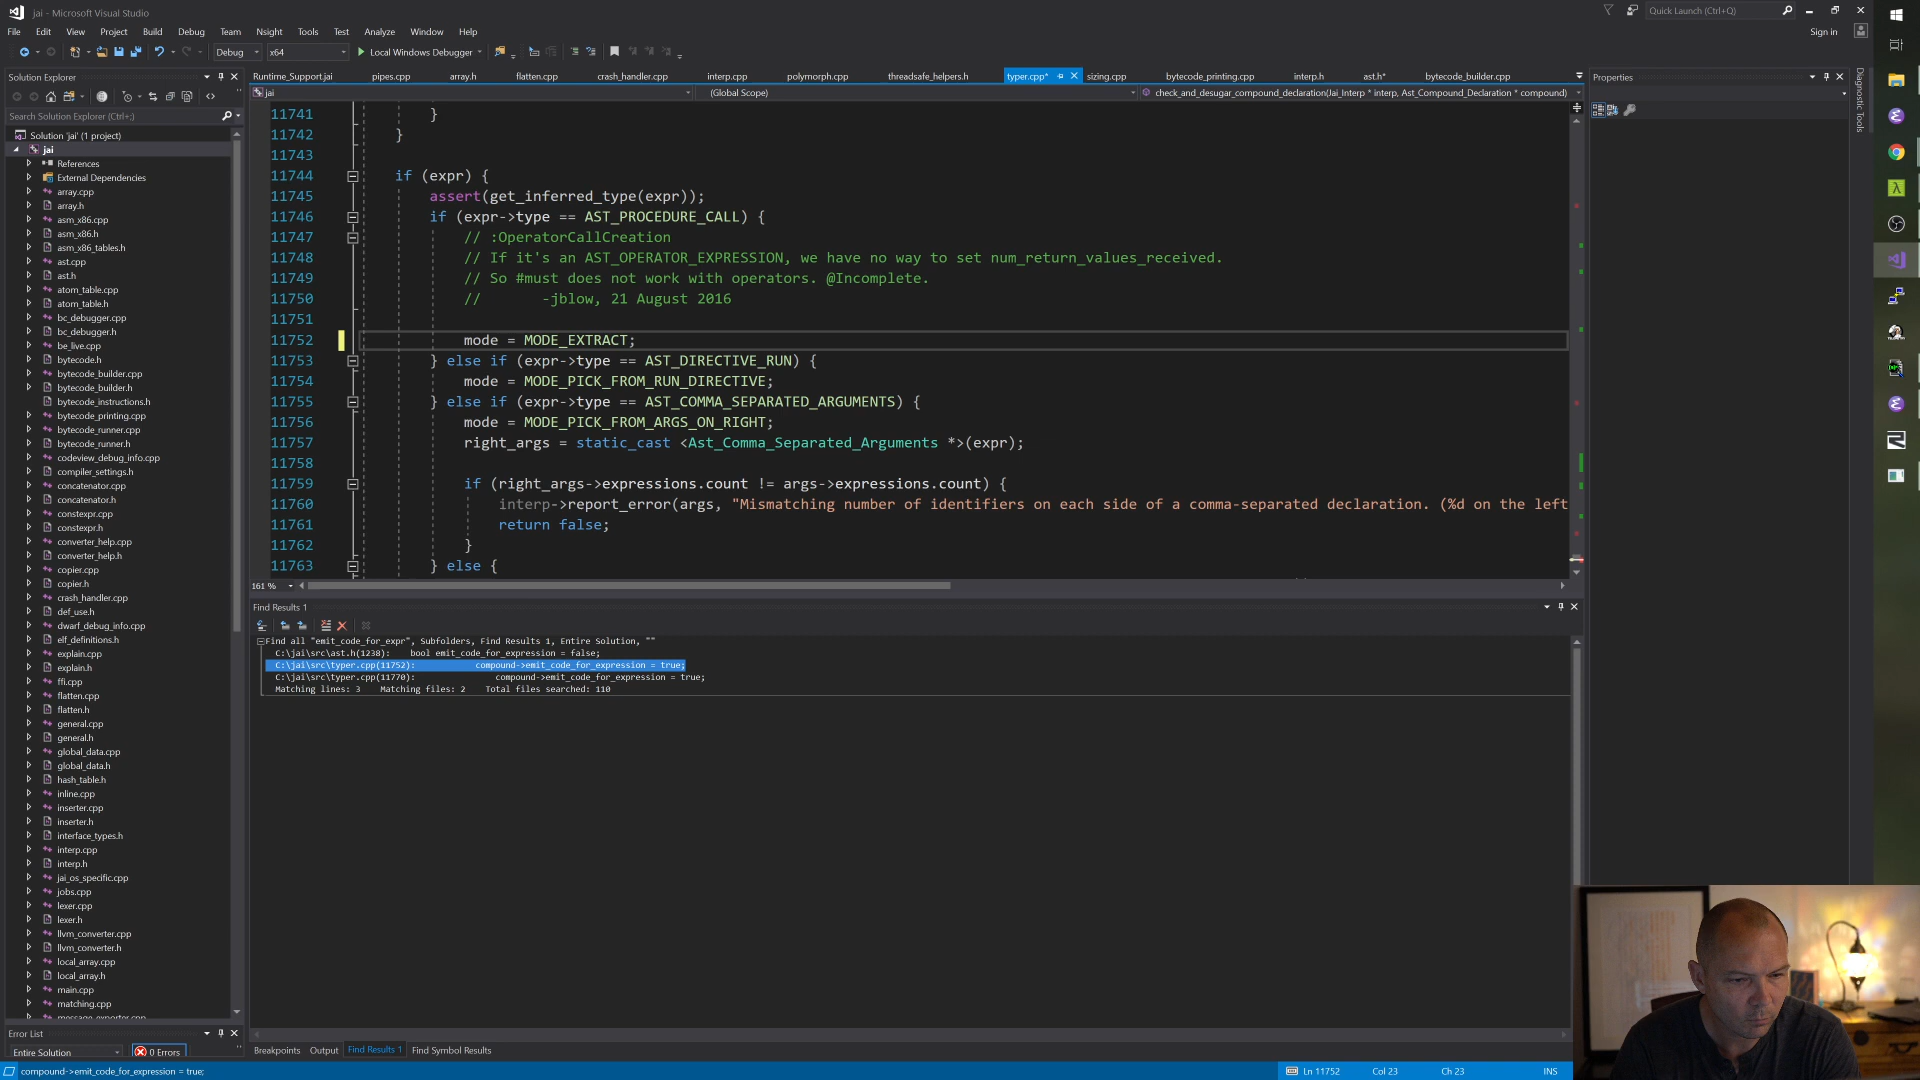 jai - Microsoft Visual Studio
Quick Launch (Ctrl+Q)
File Edit View Project Build Debug Team Nsight Tools Test Analyze Window Help
Sign in
Debug x64 Local Windows Debugger
Solution Explorer
Search Solution Explorer (Ctrl+;)
Solution 'jai' (1 project)
jai
References
External Dependencies
array.cpp
array.h
asm_x86.cpp
asm_x86.h
asm_x86_tables.h
ast.cpp
ast.h
atom_table.cpp
atom_table.h
bc_debugger.cpp
bc_debugger.h
be_live.cpp
bytecode.h
bytecode_builder.cpp
bytecode_builder.h
bytecode_instructions.h
bytecode_printing.cpp
bytecode_runner.cpp
bytecode_runner.h
codeview_debug_info.cpp
compiler_settings.h
concatenator.cpp
concatenator.h
constexpr.cpp
constexpr.h
converter_help.cpp
converter_help.h
copier.cpp
copier.h
crash_handler.cpp
def_use.h
dwarf_debug_info.cpp
elf_definitions.h
explain.cpp
explain.h
ffi.cpp
flatten.cpp
flatten.h
general.cpp
general.h
global_data.cpp
global_data.h
hash_table.h
inline.cpp
inserter.cpp
inserter.h
interface_types.h
interp.cpp
interp.h
jai_os_specific.cpp
jobs.cpp
lexer.cpp
lexer.h
llvm_converter.cpp
llvm_converter.h
local_array.cpp
local_array.h
main.cpp
matching.cpp
message_exporter.cpp
Error List
Entire Solution 0 Errors
Runtime_Support.jai pipes.cpp array.h flatten.cpp crash_handler.cpp interp.cpp polymorph.cpp threadsafe_helpers.h typer.cpp* sizing.cpp bytecode_printing.cpp interp.h ast.h* bytecode_builder.cpp
jai (Global Scope) check_and_desugar_compound_declaration(Jai_Interp * interp, Ast_Compound_Declaration * compound)
11741 }
11742 }
11743
11744 if (expr) {
11745 assert(get_inferred_type(expr));
11746 if (expr->type == AST_PROCEDURE_CALL) {
11747 // :OperatorCallCreation
11748 // If it's an AST_OPERATOR_EXPRESSION, we have no way to set num_return_values_received.
11749 // So #must does not work with operators. @Incomplete.
11750 // -jblow, 21 August 2016
11751
11752 mode = MODE_EXTRACT;
11753 } else if (expr->type == AST_DIRECTIVE_RUN) {
11754 mode = MODE_PICK_FROM_RUN_DIRECTIVE;
11755 } else if (expr->type == AST_COMMA_SEPARATED_ARGUMENTS) {
11756 mode = MODE_PICK_FROM_ARGS_ON_RIGHT;
11757 right_args = static_cast <Ast_Comma_Separated_Arguments *>(expr);
11758
11759 if (right_args->expressions.count != args->expressions.count) {
11760 interp->report_error(args, "Mismatching number of identifiers on each side of a comma-separated declaration. (%d on the left
11761 return false;
11762 }
11763 } else {
161 %
Find Results 1
Find all "emit_code_for_expr", Subfolders, Find Results 1, Entire Solution, ""
C:\jai\src\ast.h(1238): bool emit_code_for_expression = false;
C:\jai\src\typer.cpp(11752): compound->emit_code_for_expression = true;
C:\jai\src\typer.cpp(11770): compound->emit_code_for_expression = true;
Matching lines: 3 Matching files: 2 Total files searched: 110
Breakpoints Output Find Results 1 Find Symbol Results
Properties
Diagnostic Tools
compound->emit_code_for_expression = true;
Ln 11752 Col 23 Ch 23 INS